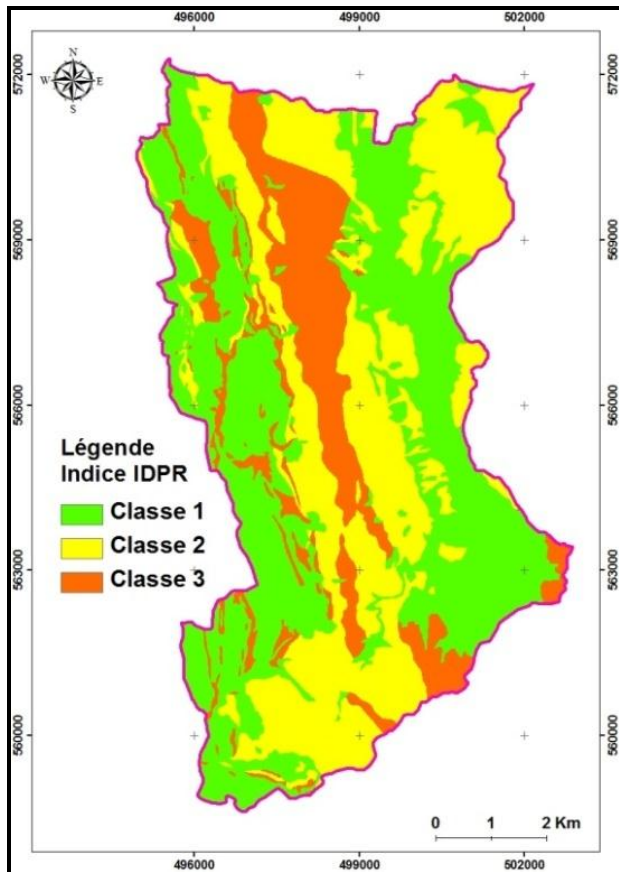 496000 499000 502000
N
W E
S
572000 572000
569000 569000
566000 566000
Légende
Indice IDPR
Classe 1
Classe 2
Classe 3
563000 563000
560000 560000
0 1 2 Km
496000 499000 502000